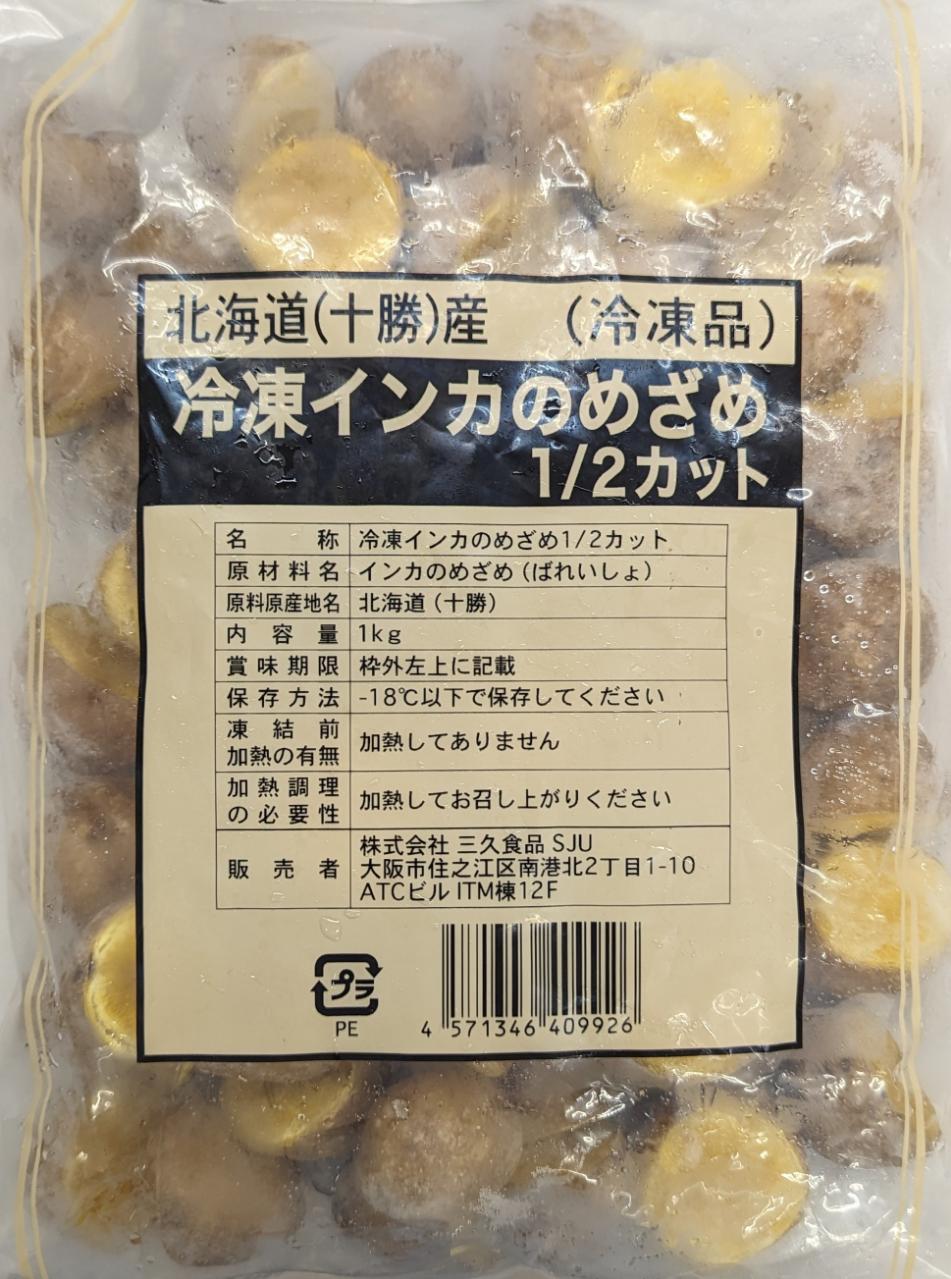 北海道(十勝)産 (冷凍品)
冷凍インカのめざめ
1/2カット
名称 冷凍インカのめざめ1/2カット
原材料名 インカのめざめ(ばれいしょ)
原料原産地名 北海道(十勝)
内容量 1kg
賞味期限 枠外左上に記載
保存方法 -18℃以下で保存してください
凍結前
加熱の有無 加熱してありません
加熱調理
の必要性 加熱してお召し上がりください
販売者 株式会社 三久食品 SJU
大阪市住之江区南港北2丁目1-10
ATCビル ITM棟12F
プラ
PE
4 571346 409926